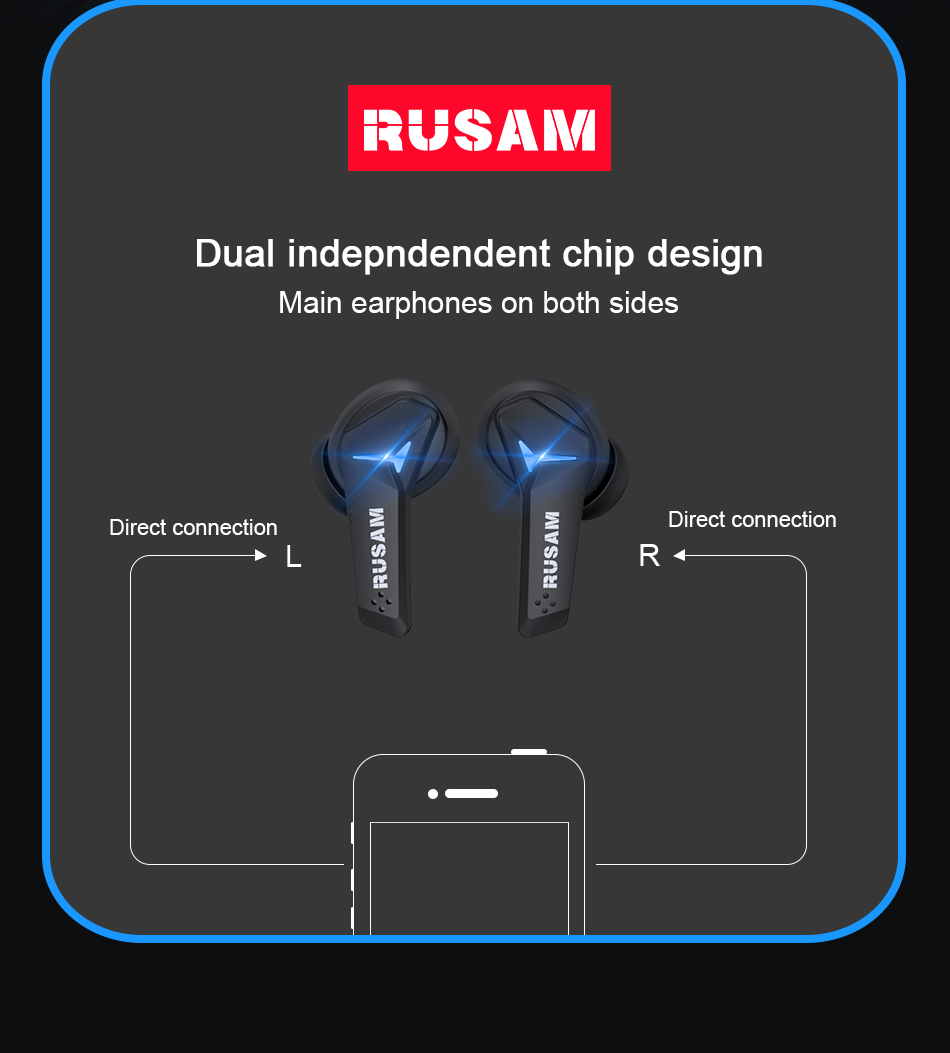 RUSAM
Dual indepndendent chip design
Main earphones on both sides
RUSAM
RUSAM
Direct connection
L
Direct connection
R